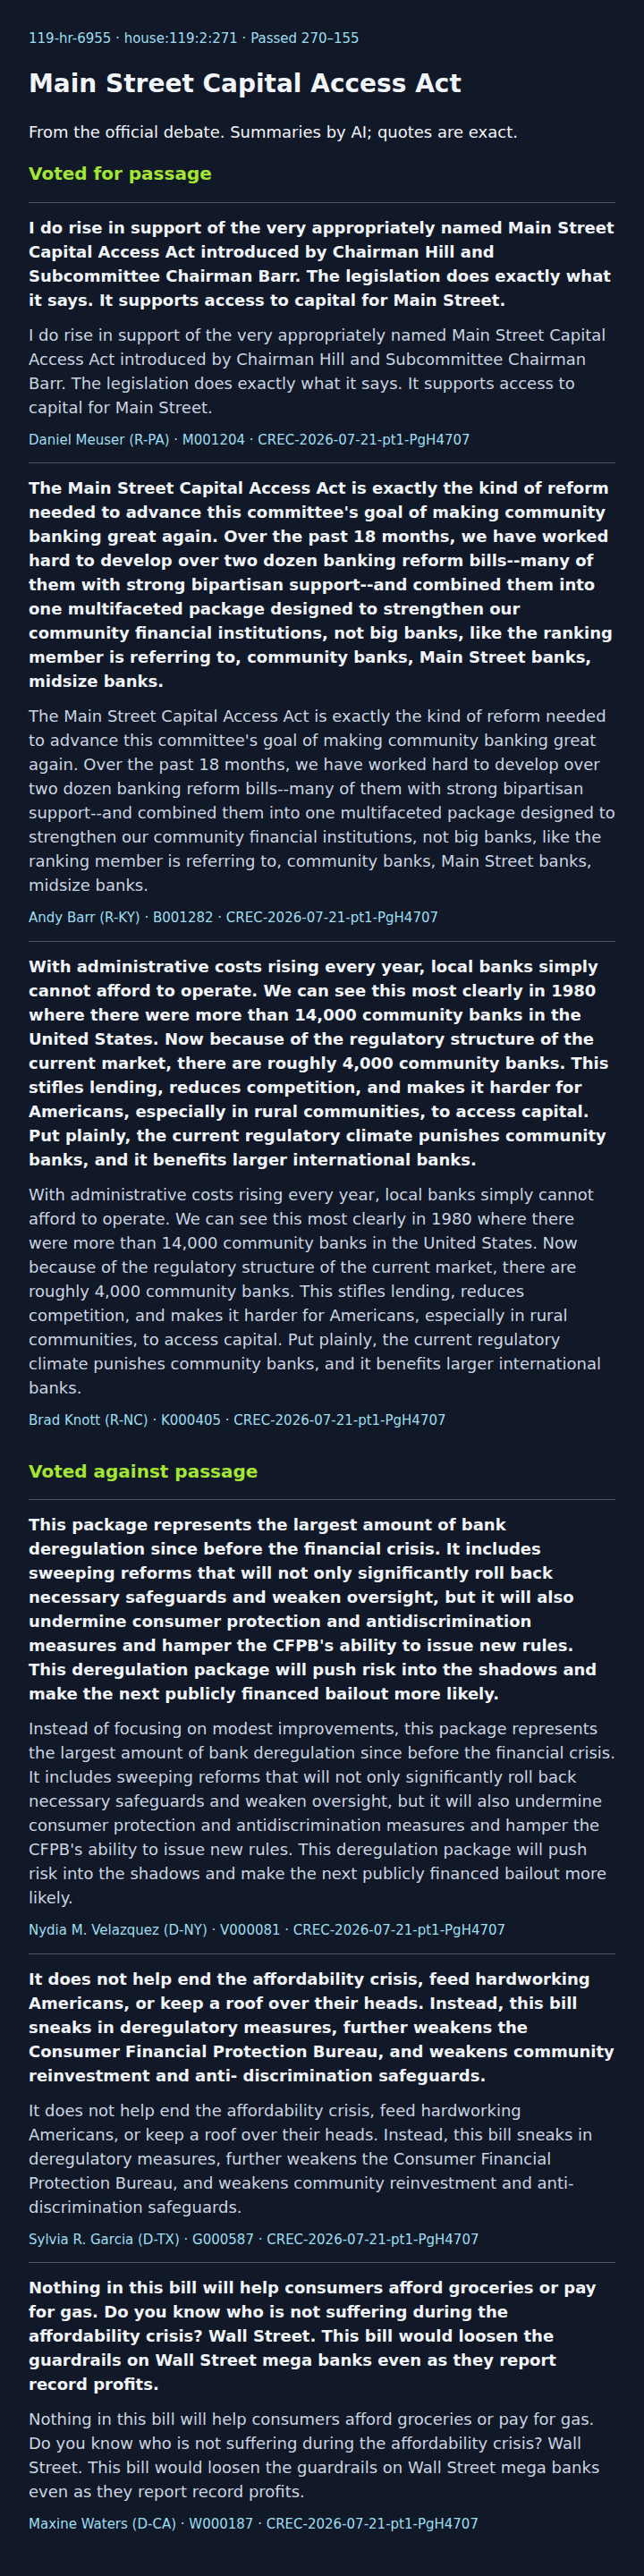 119-hr-6955 · house:119:2:271 · Passed 270–155
Main Street Capital Access Act
From the official debate. Summaries by AI; quotes are exact.
Voted for passage
I do rise in support of the very appropriately named Main Street
Capital Access Act introduced by Chairman Hill and
Subcommittee Chairman Barr. The legislation does exactly what
it says. It supports access to capital for Main Street.
I do rise in support of the very appropriately named Main Street Capital
Access Act introduced by Chairman Hill and Subcommittee Chairman
Barr. The legislation does exactly what it says. It supports access to
capital for Main Street.
Daniel Meuser (R-PA) · M001204 · CREC-2026-07-21-pt1-PgH4707
The Main Street Capital Access Act is exactly the kind of reform
needed to advance this committee's goal of making community
banking great again. Over the past 18 months, we have worked
hard to develop over two dozen banking reform bills--many of
them with strong bipartisan support--and combined them into
one multifaceted package designed to strengthen our
community financial institutions, not big banks, like the ranking
member is referring to, community banks, Main Street banks,
midsize banks.
The Main Street Capital Access Act is exactly the kind of reform needed
to advance this committee's goal of making community banking great
again. Over the past 18 months, we have worked hard to develop over
two dozen banking reform bills--many of them with strong bipartisan
support--and combined them into one multifaceted package designed to
strengthen our community financial institutions, not big banks, like the
ranking member is referring to, community banks, Main Street banks,
midsize banks.
Andy Barr (R-KY) · B001282 · CREC-2026-07-21-pt1-PgH4707
With administrative costs rising every year, local banks simply
cannot afford to operate. We can see this most clearly in 1980
where there were more than 14,000 community banks in the
United States. Now because of the regulatory structure of the
current market, there are roughly 4,000 community banks. This
stifles lending, reduces competition, and makes it harder for
Americans, especially in rural communities, to access capital.
Put plainly, the current regulatory climate punishes community
banks, and it benefits larger international banks.
With administrative costs rising every year, local banks simply cannot
afford to operate. We can see this most clearly in 1980 where there
were more than 14,000 community banks in the United States. Now
because of the regulatory structure of the current market, there are
roughly 4,000 community banks. This stifles lending, reduces
competition, and makes it harder for Americans, especially in rural
communities, to access capital. Put plainly, the current regulatory
climate punishes community banks, and it benefits larger international
banks.
Brad Knott (R-NC) · K000405 · CREC-2026-07-21-pt1-PgH4707
Voted against passage
This package represents the largest amount of bank
deregulation since before the financial crisis. It includes
sweeping reforms that will not only significantly roll back
necessary safeguards and weaken oversight, but it will also
undermine consumer protection and antidiscrimination
measures and hamper the CFPB's ability to issue new rules.
This deregulation package will push risk into the shadows and
make the next publicly financed bailout more likely.
Instead of focusing on modest improvements, this package represents
the largest amount of bank deregulation since before the financial crisis.
It includes sweeping reforms that will not only significantly roll back
necessary safeguards and weaken oversight, but it will also undermine
consumer protection and antidiscrimination measures and hamper the
CFPB's ability to issue new rules. This deregulation package will push
risk into the shadows and make the next publicly financed bailout more
likely.
Nydia M. Velazquez (D-NY) · V000081 · CREC-2026-07-21-pt1-PgH4707
It does not help end the affordability crisis, feed hardworking
Americans, or keep a roof over their heads. Instead, this bill
sneaks in deregulatory measures, further weakens the
Consumer Financial Protection Bureau, and weakens community
reinvestment and anti- discrimination safeguards.
It does not help end the affordability crisis, feed hardworking
Americans, or keep a roof over their heads. Instead, this bill sneaks in
deregulatory measures, further weakens the Consumer Financial
Protection Bureau, and weakens community reinvestment and anti-
discrimination safeguards.
Sylvia R. Garcia (D-TX) · G000587 · CREC-2026-07-21-pt1-PgH4707
Nothing in this bill will help consumers afford groceries or pay
for gas. Do you know who is not suffering during the
affordability crisis? Wall Street. This bill would loosen the
guardrails on Wall Street mega banks even as they report
record profits.
Nothing in this bill will help consumers afford groceries or pay for gas.
Do you know who is not suffering during the affordability crisis? Wall
Street. This bill would loosen the guardrails on Wall Street mega banks
even as they report record profits.
Maxine Waters (D-CA) · W000187 · CREC-2026-07-21-pt1-PgH4707